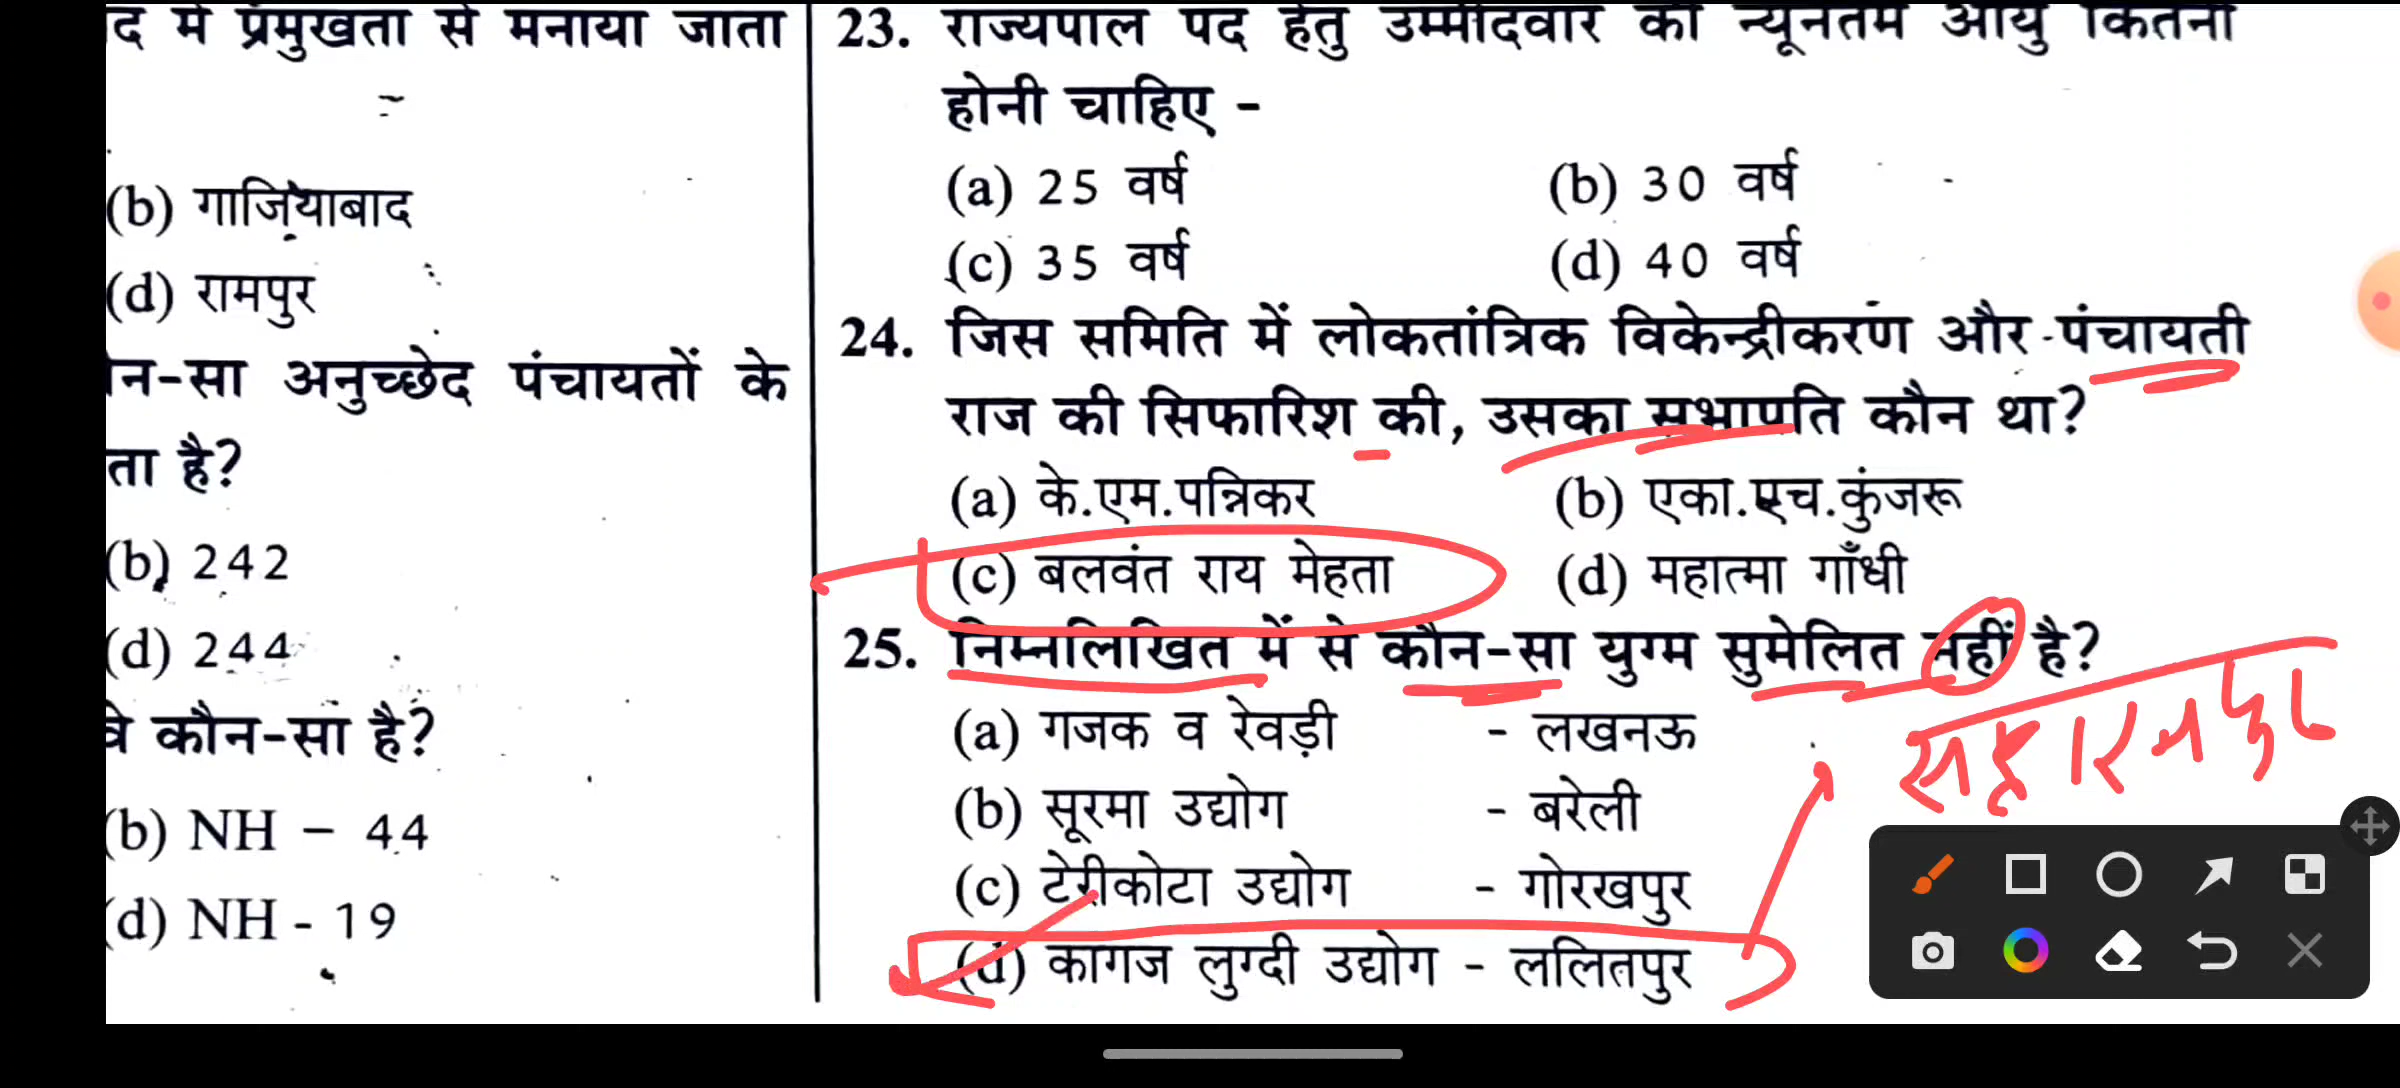 द में प्रमुखता से मनाया जाता
(b) गाजियाबाद
(d) रामपुर
न-सा अनुच्छेद पंचायतों के
ता है?
(b) 242
(d) 244
वे कौन-सा है?
(b) NH – 44
(d) NH - 19
23. राज्यपाल पद हेतु उम्मीदवार की न्यूनतम आयु कितनी
होनी चाहिए -
(a) 25 वर्ष (b) 30 वर्ष
(c) 35 वर्ष (d) 40 वर्ष
24. जिस समिति में लोकतांत्रिक विकेन्द्रीकरण और पंचायती
राज की सिफारिश की, उसका सभापति कौन था?
(a) के.एम.पन्निकर (b) एका.एच.कुंजरू
(c) बलवंत राय मेहता (d) महात्मा गाँधी
25. निम्नलिखित में से कौन-सा युग्म सुमेलित नहीं है?
(a) गजक व रेवड़ी - लखनऊ
(b) सूरमा उद्योग - बरेली
(c) टेरीकोटा उद्योग - गोरखपुर
(d) कागज लुग्दी उद्योग - ललितपुर
सहारनपुर